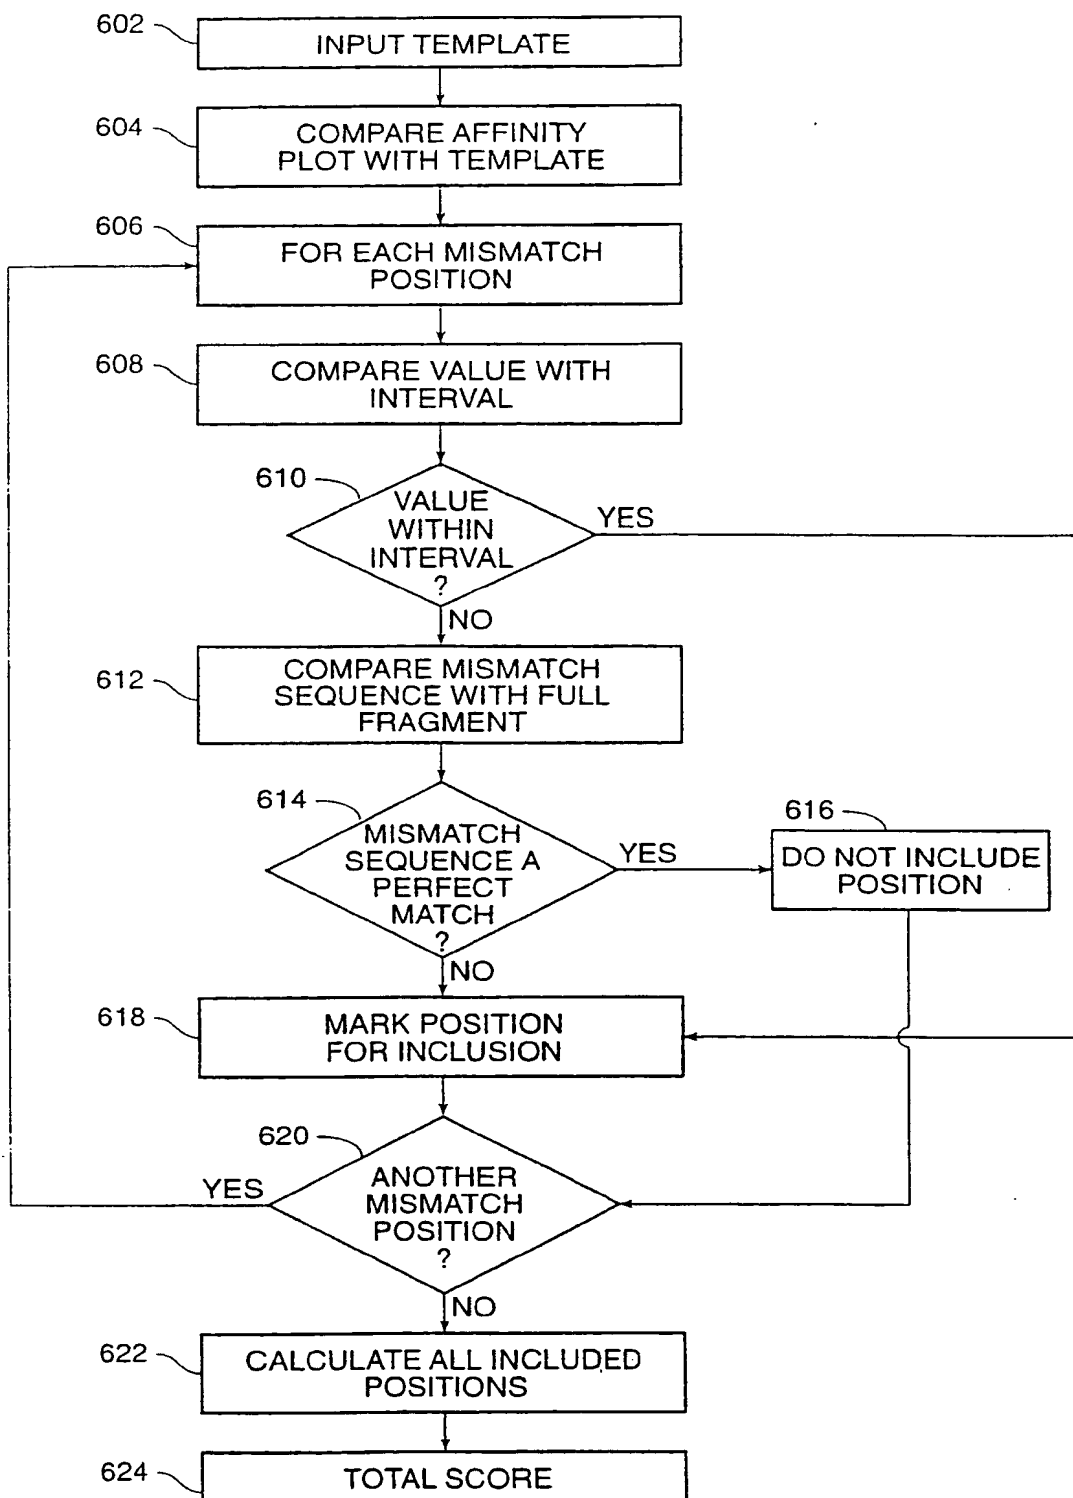 602
INPUT TEMPLATE
604
COMPARE AFFINITY
PLOT WITH TEMPLATE
606
FOR EACH MISMATCH
POSITION
608
COMPARE VALUE WITH
INTERVAL
610
VALUE
WITHIN
INTERVAL
?
YES
NO
612
COMPARE MISMATCH
SEQUENCE WITH FULL
FRAGMENT
614
MISMATCH
SEQUENCE A
PERFECT
MATCH
?
YES
616
DO NOT INCLUDE
POSITION
NO
618
MARK POSITION
FOR INCLUSION
620
ANOTHER
MISMATCH
POSITION
?
YES
NO
622
CALCULATE ALL INCLUDED
POSITIONS
624
TOTAL SCORE